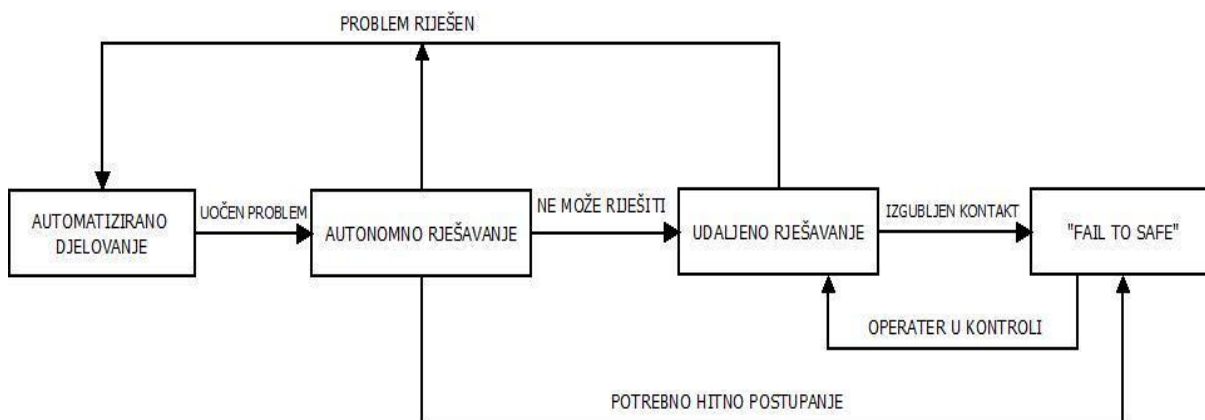 PROBLEM RIJEŠEN
AUTOMATIZIRANO
DJELOVANJE
UOČEN PROBLEM
AUTONOMNO RJEŠAVANJE
NE MOŽE RIJEŠITI
UDALJENO RJEŠAVANJE
IZGUBLJEN KONTAKT
"FAIL TO SAFE"
OPERATER U KONTROLI
POTREBNO HITNO POSTUPANJE